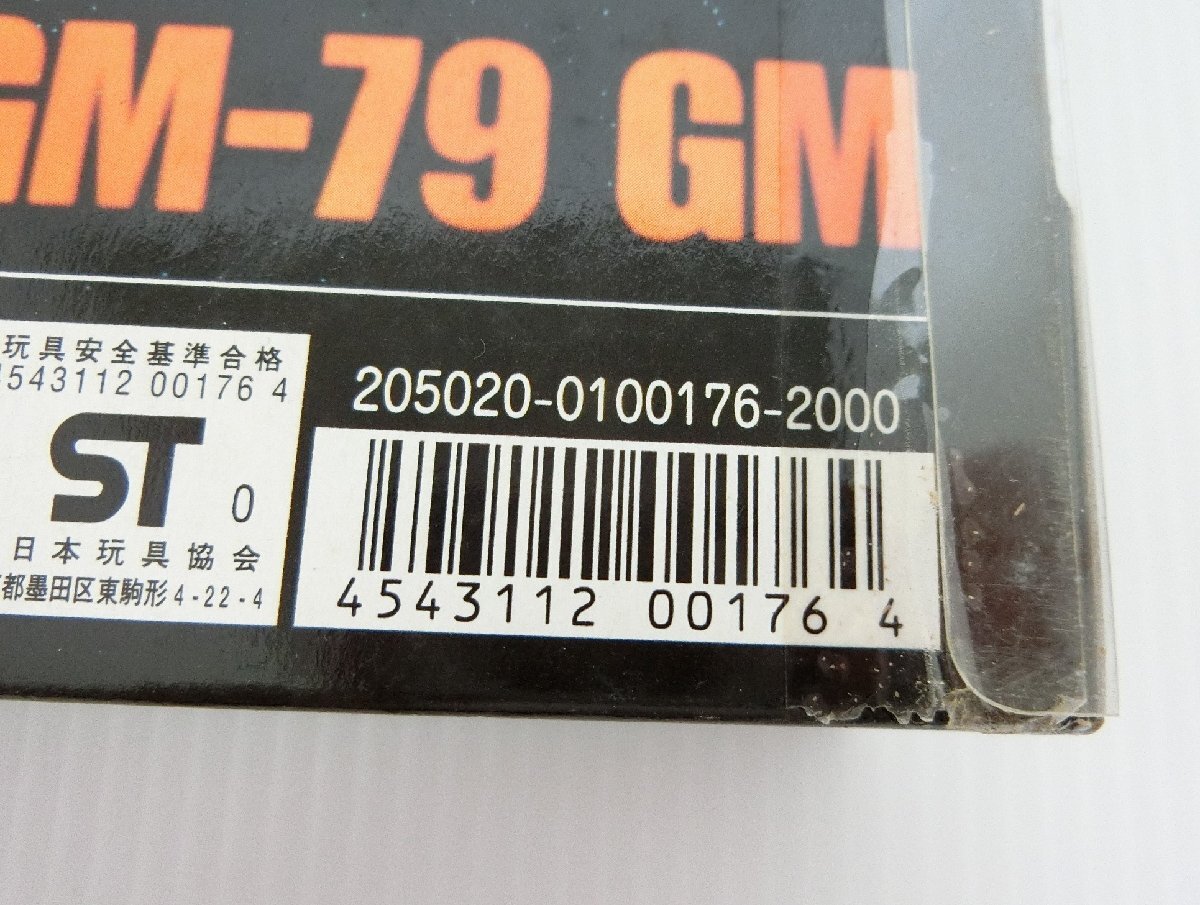 GM-79 GM
玩具安全基準合格
4543112 00176 4
ST 0
日本玩具協会
都墨田区東駒形4-22-4
205020-0100176-2000
4543112 00176 4